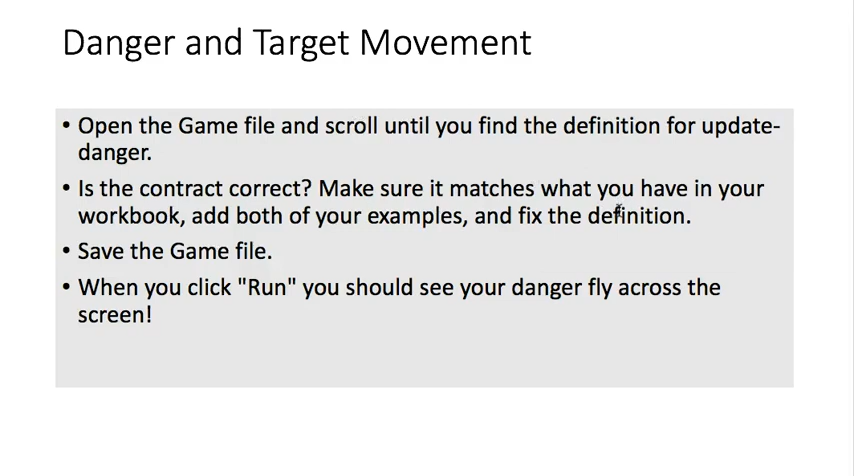 Danger and Target Movement
• Open the Game file and scroll until you find the definition for update-
danger.
• Is the contract correct? Make sure it matches what you have in your
workbook, add both of your examples, and fix the definition.
• Save the Game file.
• When you click "Run" you should see your danger fly across the
screen!